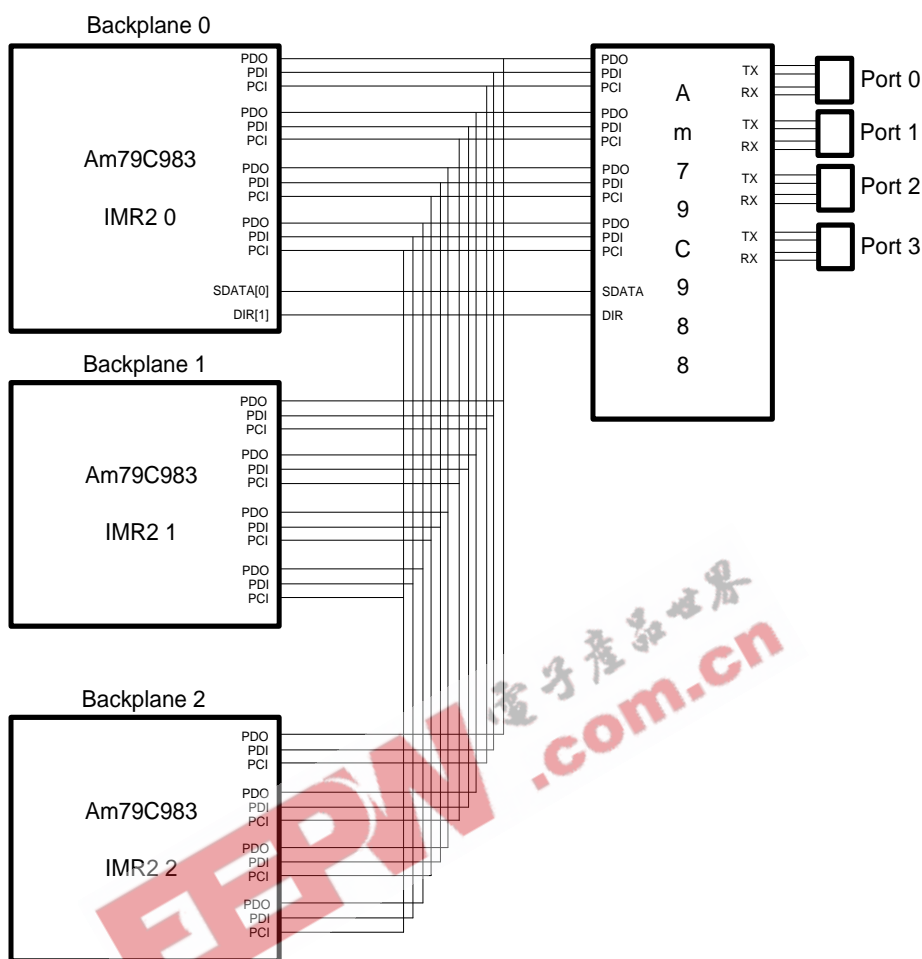 Backplane 0
PDO
PDI
PCI
PDO
PDI
PCI
PDO
PDI
PCI
PDO
PDI
PCI
SDATA[0]
DIR[1]
Am79C983
IMR2 0
PDO
PDI
PCI
PDO
PDI
PCI
PDO
PDI
PCI
PDO
PDI
PCI
SDATA
DIR
A
m
7
9
C
9
8
8
TX
RX
TX
RX
TX
RX
TX
RX
Port 0
Port 1
Port 2
Port 3
Backplane 1
PDO
PDI
PCI
PDO
PDI
PCI
PDO
PDI
PCI
PDO
PDI
PCI
Am79C983
IMR2 1
Backplane 2
PDO
PDI
PCI
PDO
PDI
PCI
PDO
PDI
PCI
PDO
PDI
PCI
Am79C983
IMR2 2
電子產品世界
EEPW
.com.cn